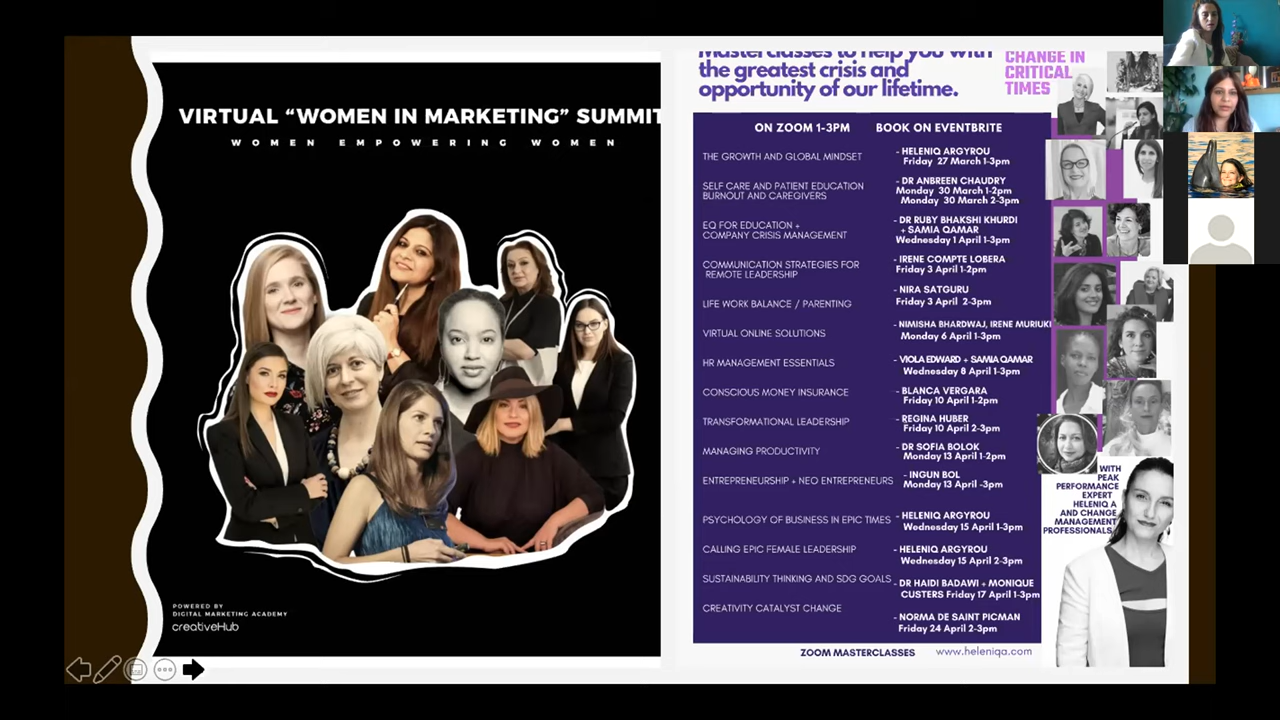 VIRTUAL “WOMEN IN MARKETING” SUMMIT
WOMEN EMPOWERING WOMEN
POWERED BY
DIGITAL MARKETING ACADEMY
creativeHub
Masterclasses to help you with
the greatest crisis and
opportunity of our lifetime.
CHANGE IN
CRITICAL
TIMES
ON ZOOM 1-3PM BOOK ON EVENTBRITE
THE GROWTH AND GLOBAL MINDSET
- HELENIQ ARGYROU
Friday 27 March 1-3pm
SELF CARE AND PATIENT EDUCATION
BURNOUT AND CAREGIVERS
- DR ANBREEN CHAUDRY
Monday 30 March 1-2pm
Monday 30 March 2-3pm
EQ FOR EDUCATION +
COMPANY CRISIS MANAGEMENT
- DR RUBY BHAKSHI KHURDI
+ SAMIA QAMAR
Wednesday 1 April 1-3pm
COMMUNICATION STRATEGIES FOR
REMOTE LEADERSHIP
- IRENE COMPTE LOBERA
Friday 3 April 1-2pm
LIFE WORK BALANCE / PARENTING
- NIRA SATGURU
Friday 3 April 2-3pm
VIRTUAL ONLINE SOLUTIONS
- NIMISHA BHARDWAJ, IRENE MURIUKI
Monday 6 April 1-3pm
HR MANAGEMENT ESSENTIALS
- VIOLA EDWARD + SAMIA QAMAR
Wednesday 8 April 1-3pm
CONSCIOUS MONEY INSURANCE
- BLANCA VERGARA
Friday 10 April 1-2pm
TRANSFORMATIONAL LEADERSHIP
- REGINA HUBER
Friday 10 April 2-3pm
MANAGING PRODUCTIVITY
- DR SOFIA BOLOK
Monday 13 April 1-2pm
ENTREPRENEURSHIP + NEO ENTREPRENEURS
- INGUN BOL
Monday 13 April -3pm
PSYCHOLOGY OF BUSINESS IN EPIC TIMES
- HELENIQ ARGYROU
Wednesday 15 April 1-3pm
CALLING EPIC FEMALE LEADERSHIP
- HELENIQ ARGYROU
Wednesday 15 April 2-3pm
SUSTAINABILITY THINKING AND SDG GOALS
- DR HAIDI BADAWI + MONIQUE
CUSTERS Friday 17 April 1-3pm
CREATIVITY CATALYST CHANGE
- NORMA DE SAINT PICMAN
Friday 24 April 2-3pm
WITH
PEAK
PERFORMANCE
EXPERT
HELENIQ A
AND CHANGE
MANAGEMENT
PROFESSIONALS.
ZOOM MASTERCLASSES www.heleniqa.com